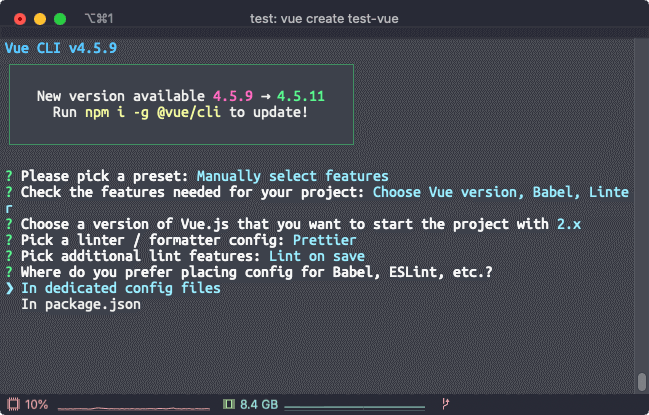 ⌥⌘1
test: vue create test-vue
Vue CLI v4.5.9
New version available 4.5.9 → 4.5.11
Run npm i -g @vue/cli to update!
? Please pick a preset: Manually select features
? Check the features needed for your project: Choose Vue version, Babel, Linte
r
? Choose a version of Vue.js that you want to start the project with 2.x
? Pick a linter / formatter config: Prettier
? Pick additional lint features: Lint on save
? Where do you prefer placing config for Babel, ESLint, etc.?
❯ In dedicated config files
In package.json
10%
8.4 GB